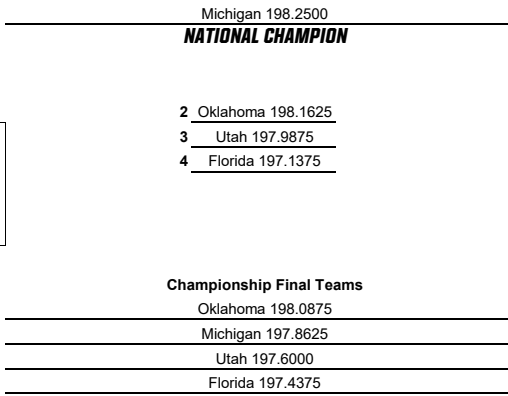 Michigan 198.2500
NATIONAL CHAMPION
2 Oklahoma 198.1625
3 Utah 197.9875
4 Florida 197.1375
Championship Final Teams
Oklahoma 198.0875
Michigan 197.8625
Utah 197.6000
Florida 197.4375